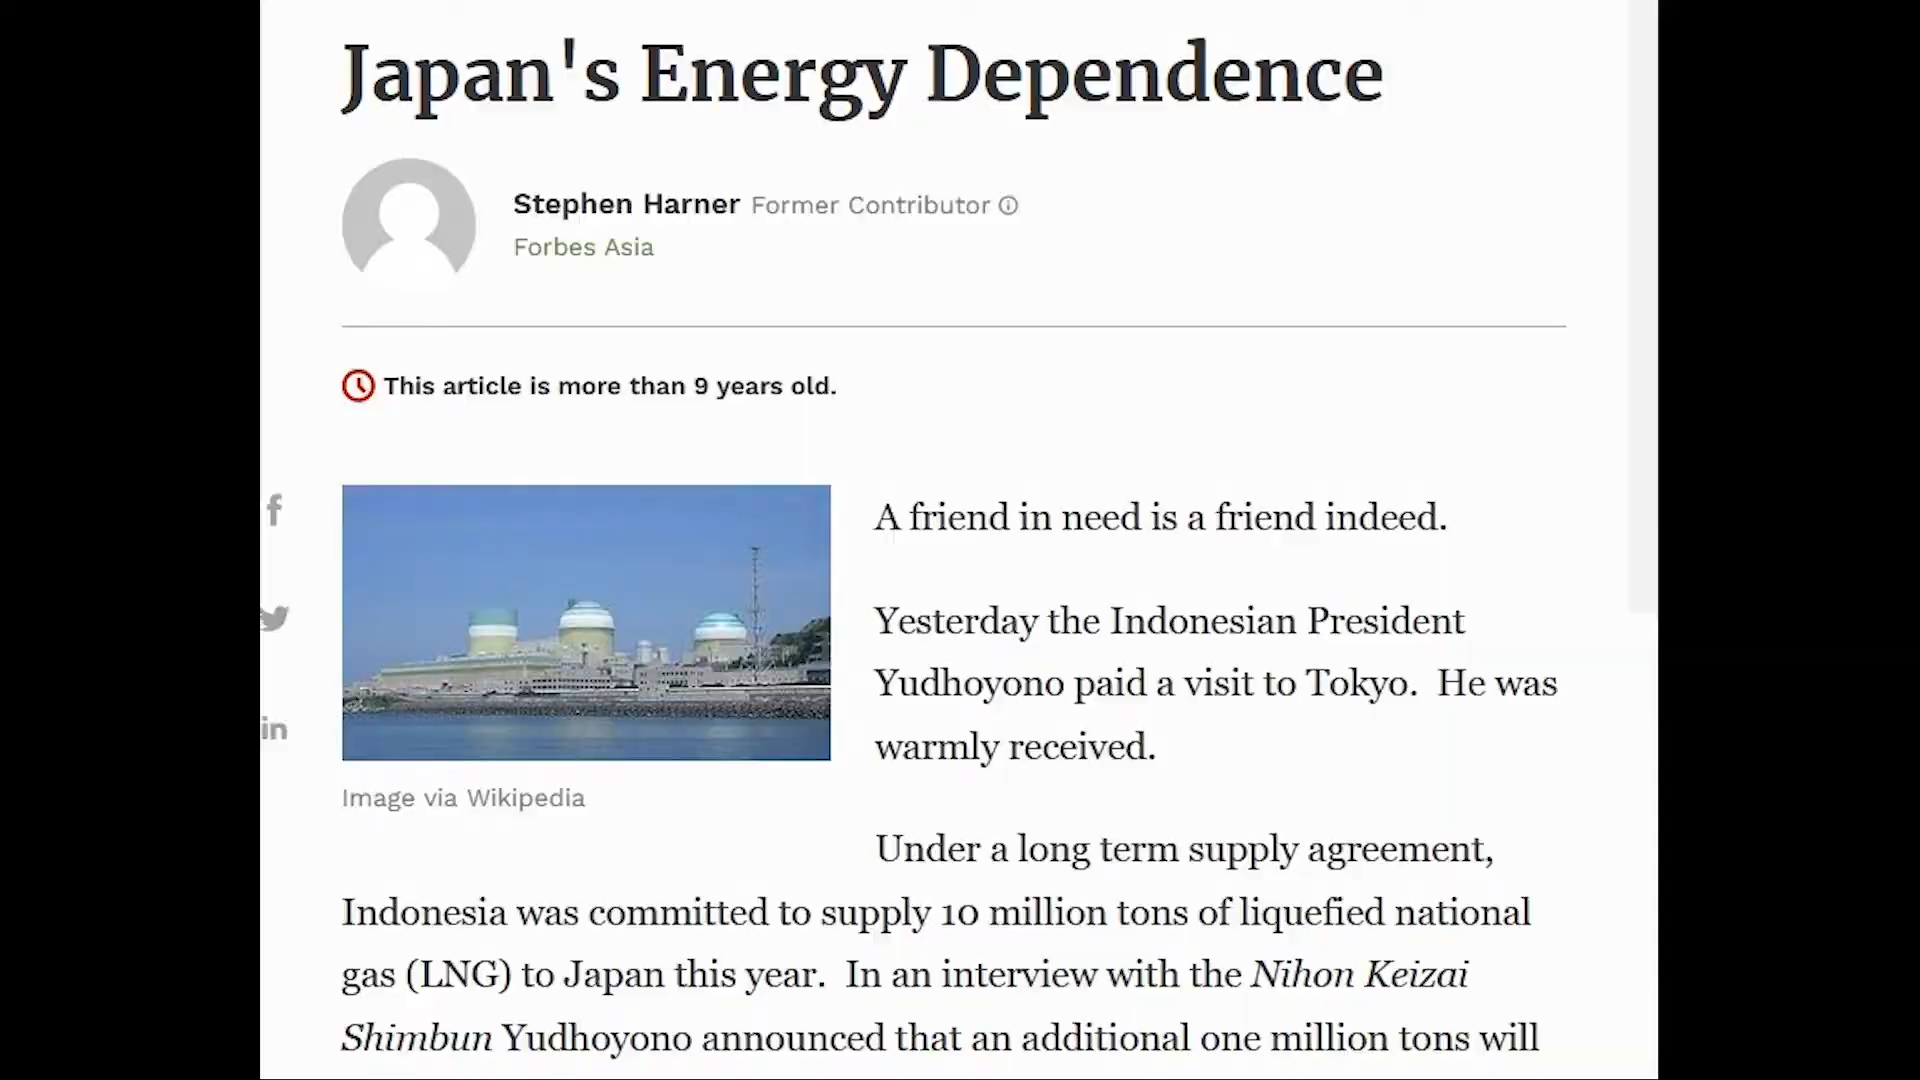 Japan's Energy Dependence
Stephen Harner Former Contributor
Forbes Asia
This article is more than 9 years old.
f
in
Image via Wikipedia
A friend in need is a friend indeed.
Yesterday the Indonesian President
Yudhoyono paid a visit to Tokyo. He was
warmly received.
Under a long term supply agreement,
Indonesia was committed to supply 10 million tons of liquefied national
gas (LNG) to Japan this year. In an interview with the Nihon Keizai
Shimbun Yudhoyono announced that an additional one million tons will